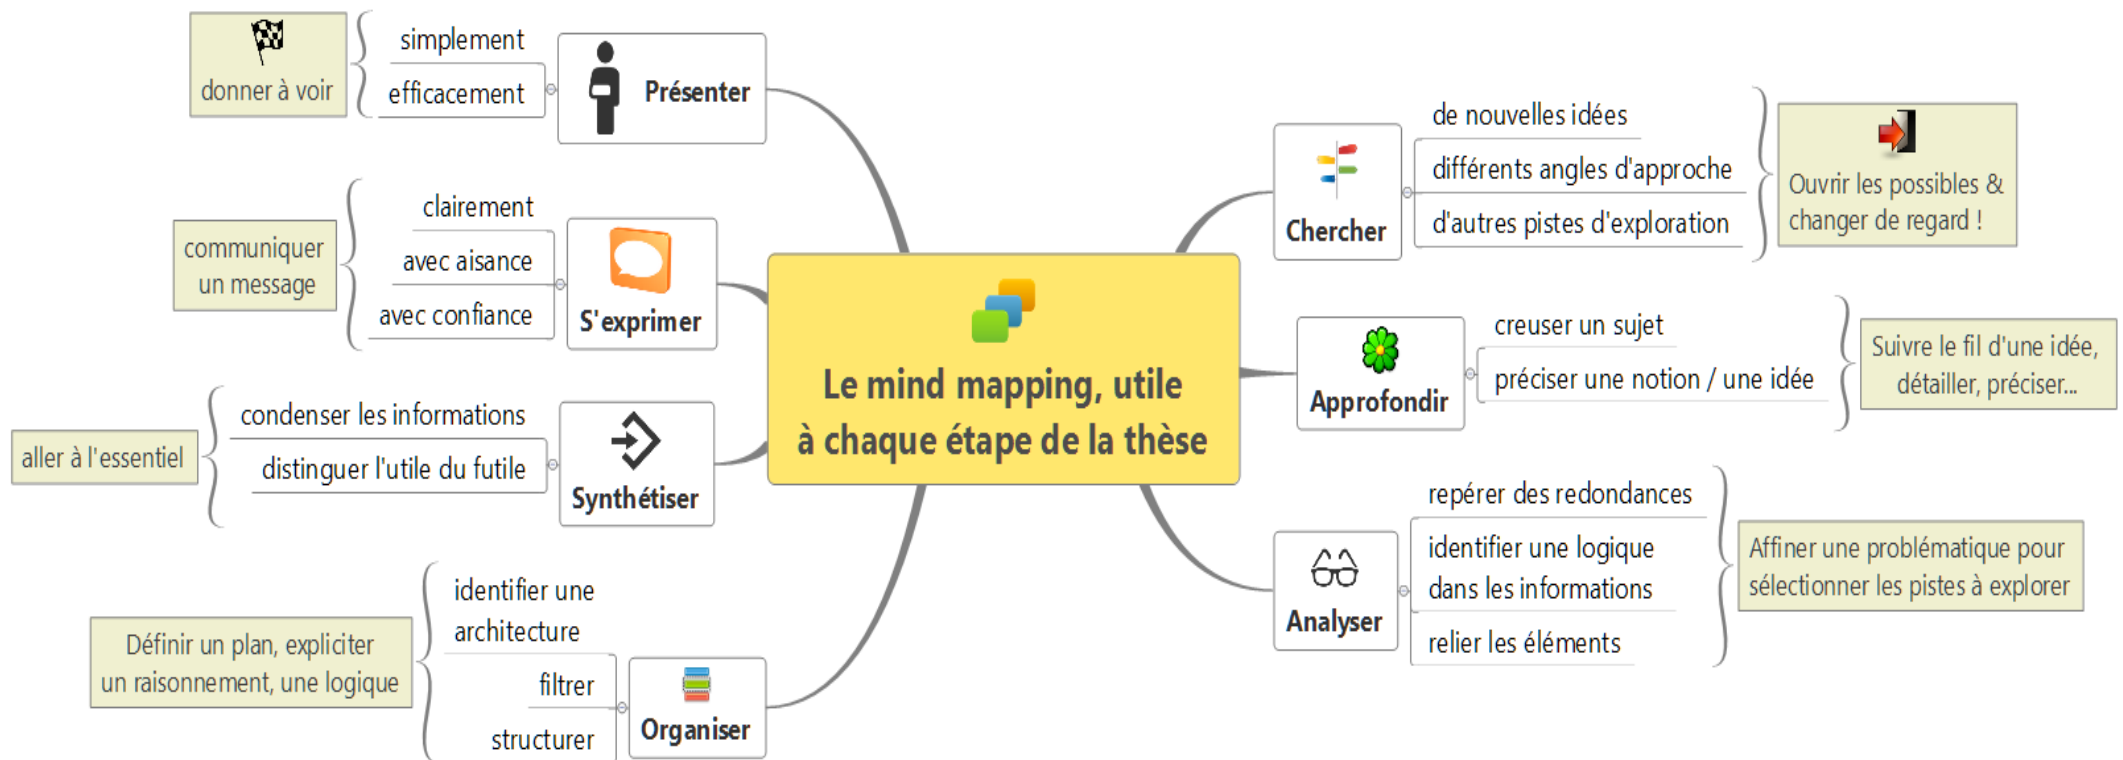 Le mind mapping, utile
à chaque étape de la thèse
Chercher
de nouvelles idées
différents angles d'approche
d'autres pistes d'exploration
Ouvrir les possibles &
changer de regard !
Approfondir
creuser un sujet
préciser une notion / une idée
Suivre le fil d'une idée,
détailler, préciser...
Analyser
repérer des redondances
identifier une logique
dans les informations
relier les éléments
Affiner une problématique pour
sélectionner les pistes à explorer
Organiser
identifier une
architecture
filtrer
structurer
Définir un plan, expliciter
un raisonnement, une logique
Synthétiser
condenser les informations
distinguer l'utile du futile
aller à l'essentiel
S'exprimer
clairement
avec aisance
avec confiance
communiquer
un message
Présenter
simplement
efficacement
donner à voir